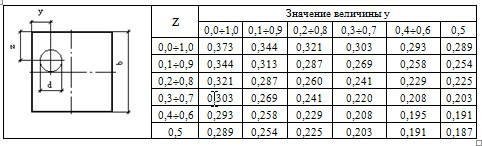 y
z
b
d
Z
Значение величины y
0,0÷1,0 0,1÷0,9 0,2÷0,8 0,3÷0,7 0,4÷0,6 0,5
0,0÷1,0 0,373 0,344 0,321 0,303 0,293 0,289
0,1÷0,9 0,344 0,313 0,287 0,269 0,258 0,254
0,2÷0,8 0,321 0,287 0,260 0,241 0,229 0,225
0,3÷0,7 0,303 0,269 0,241 0,220 0,208 0,203
0,4÷0,6 0,293 0,258 0,229 0,208 0,195 0,191
0,5 0,289 0,254 0,225 0,203 0,191 0,187